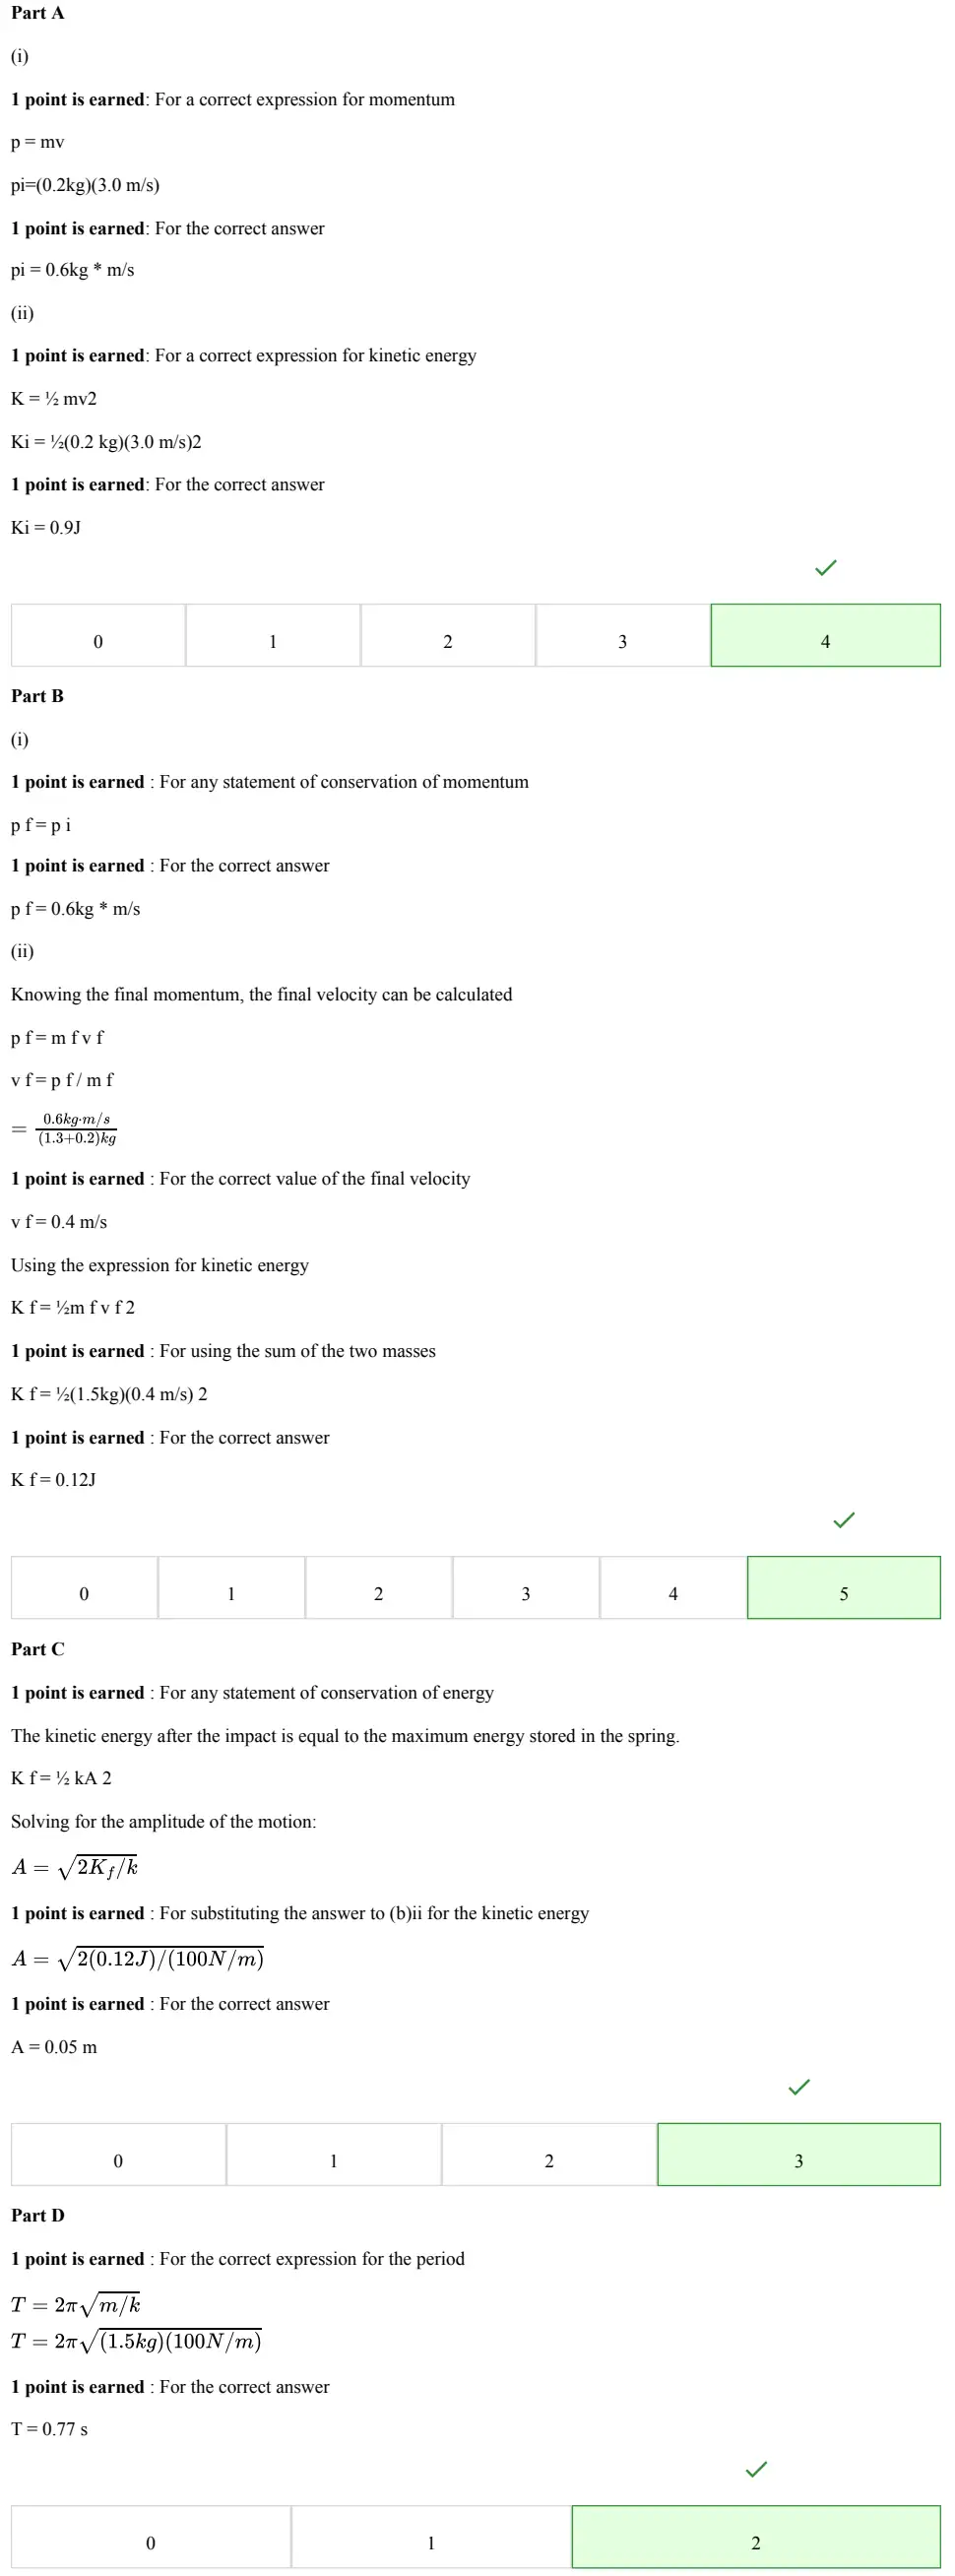 Part A
(i)
1 point is earned: For a correct expression for momentum
p = mv
pi=(0.2kg)(3.0 m/s)
1 point is earned: For the correct answer
pi = 0.6kg * m/s
(ii)
1 point is earned: For a correct expression for kinetic energy
K = ½ mv2
Ki = ½(0.2 kg)(3.0 m/s)2
1 point is earned: For the correct answer
Ki = 0.9J
✓
0 1 2 3 4
Part B
(i)
1 point is earned : For any statement of conservation of momentum
p f = p i
1 point is earned : For the correct answer
p f = 0.6kg * m/s
(ii)
Knowing the final momentum, the final velocity can be calculated
p f = m f v f
v f = p f / m f
= \frac{0.6kg·m/s}{(1.3+0.2)kg}
1 point is earned : For the correct value of the final velocity
v f = 0.4 m/s
Using the expression for kinetic energy
K f = ½m f v f 2
1 point is earned : For using the sum of the two masses
K f = ½(1.5kg)(0.4 m/s) 2
1 point is earned : For the correct answer
K f = 0.12J
✓
0 1 2 3 4 5
Part C
1 point is earned : For any statement of conservation of energy
The kinetic energy after the impact is equal to the maximum energy stored in the spring.
K f = ½ kA 2
Solving for the amplitude of the motion:
A = √(2K_f/k)
1 point is earned : For substituting the answer to (b)ii for the kinetic energy
A = √(2(0.12J)/(100N/m))
1 point is earned : For the correct answer
A = 0.05 m
✓
0 1 2 3
Part D
1 point is earned : For the correct expression for the period
T = 2π√(m/k)
T = 2π√((1.5kg)(100N/m))
1 point is earned : For the correct answer
T = 0.77 s
✓
0 1 2